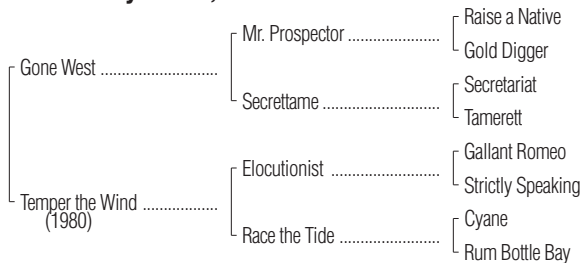 Raise a Native
Mr. Prospector
Gold Digger
Gone West
Secretariat
Secrettame
Tamerett
Gallant Romeo
Elocutionist
Strictly Speaking
Temper the Wind
(1980)
Cyane
Race the Tide
Rum Bottle Bay